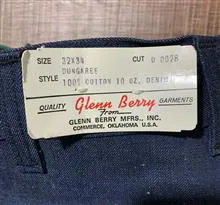 SIZE 32X34 CUT D 0026
STYLE DUNGAREE
100% COTTON 10 OZ. DENIM
QUALITY Glenn Berry GARMENTS
From
GLENN BERRY MFRS., INC.
COMMERCE, OKLAHOMA U.S.A.